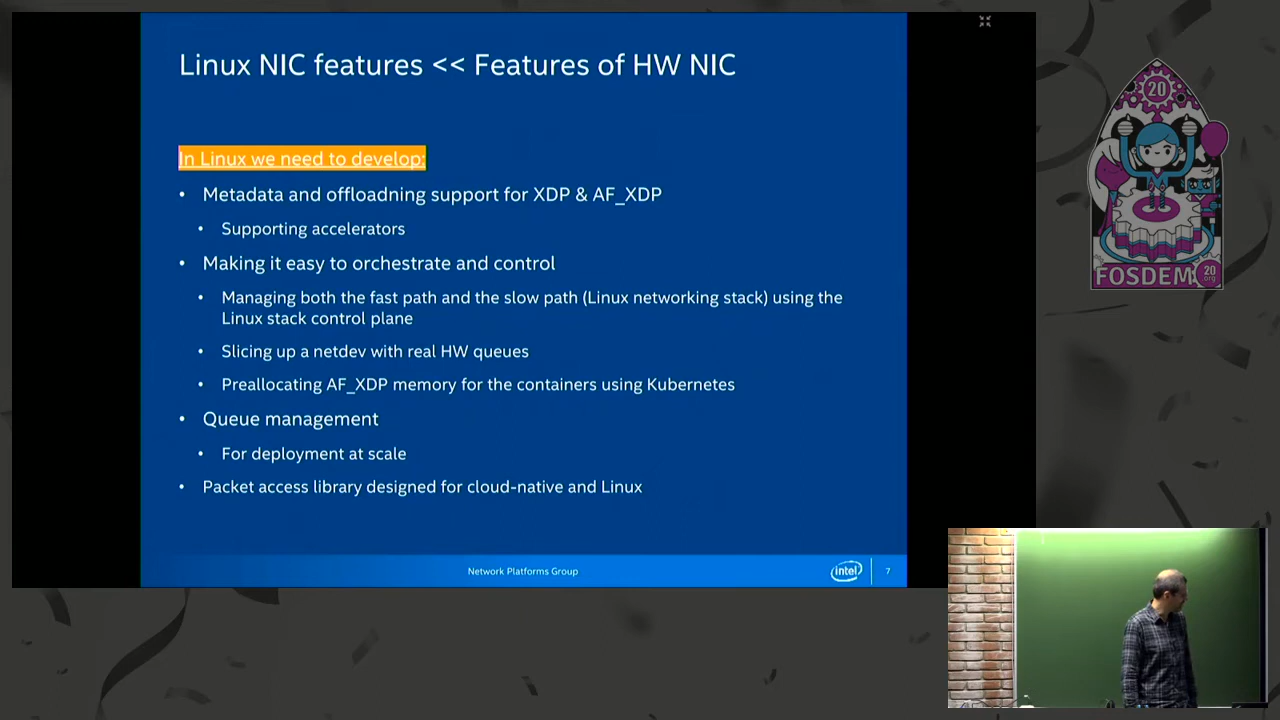 Linux NIC features << Features of HW NIC
In Linux we need to develop:
• Metadata and offloadning support for XDP & AF_XDP
• Supporting accelerators
• Making it easy to orchestrate and control
• Managing both the fast path and the slow path (Linux networking stack) using the
Linux stack control plane
• Slicing up a netdev with real HW queues
• Preallocating AF_XDP memory for the containers using Kubernetes
• Queue management
• For deployment at scale
• Packet access library designed for cloud-native and Linux
Network Platforms Group
intel
7
20
FOSDEM
20
.org